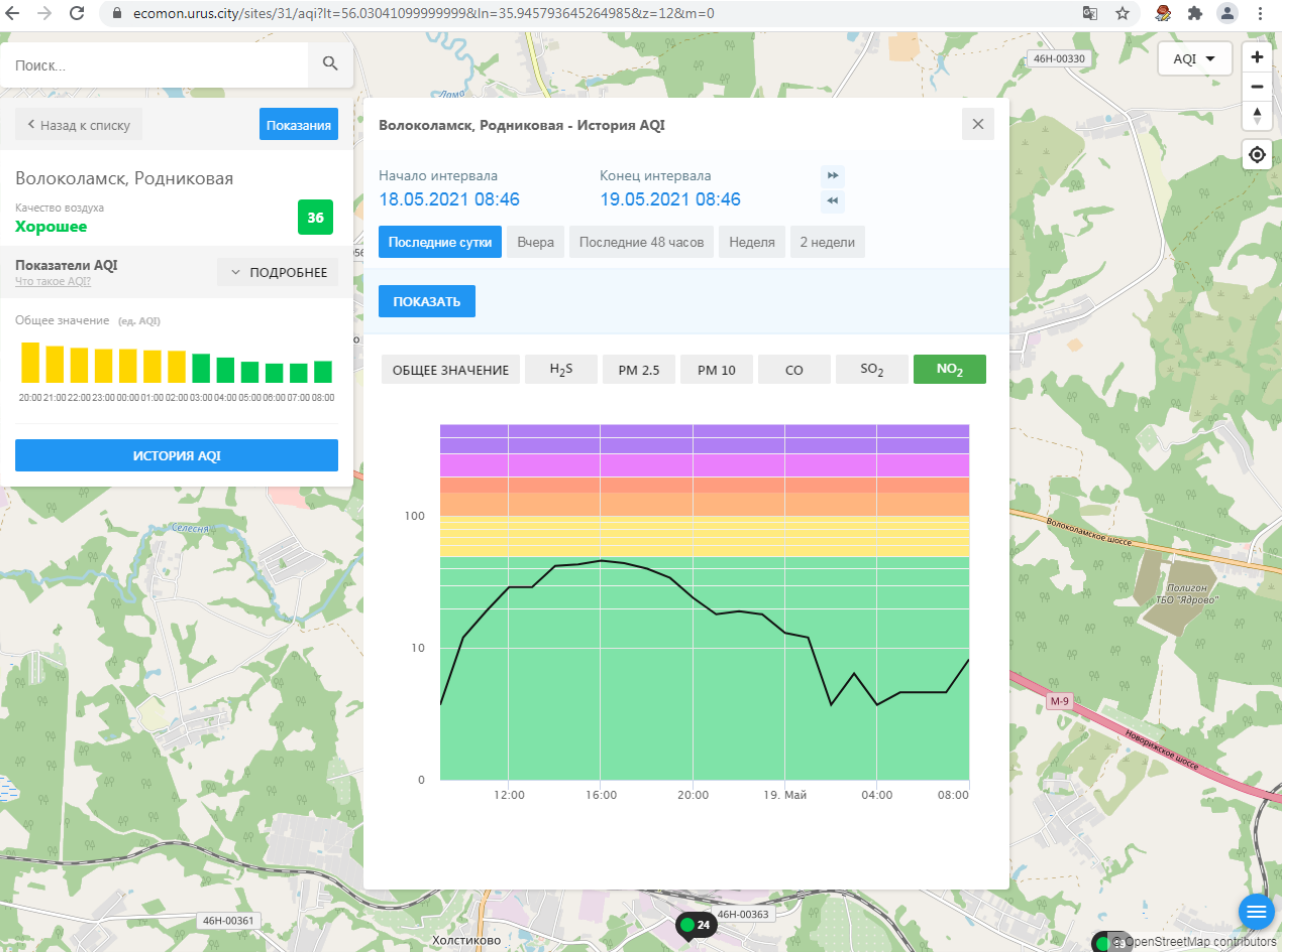 ecomon.urus.city/sites/31/aqi?lt=56.03041099999999&ln=35.945793645264985&z=12&m=0
Поиск...
46Н-00330
AQI
Лама
Назад к списку
Показания
Волоколамск, Родниковая - История AQI
Волоколамск, Родниковая
Качество воздуха
Хорошее
36
Начало интервала
Конец интервала
18.05.2021 08:46
19.05.2021 08:46
Последние сутки
Вчера
Последние 48 часов
Неделя
2 недели
Показатели AQI
Что такое AQI?
ПОДРОБНЕЕ
ПОКАЗАТЬ
Общее значение (ед. AQI)
20:00 21:00 22:00 23:00 00:00 01:00 02:00 03:00 04:00 05:00 06:00 07:00 08:00
ИСТОРИЯ AQI
ОБЩЕЕ ЗНАЧЕНИЕ
H2S
PM 2.5
PM 10
CO
SO2
NO2
100
10
0
12:00
16:00
20:00
19. Май
04:00
08:00
Селесня
Волоколамское шоссе
Полигон
ТБО "Ядрово"
М-9
Новорижское шоссе
46Н-00361
Холстиково
24
46Н-00363
OpenStreetMap contributors